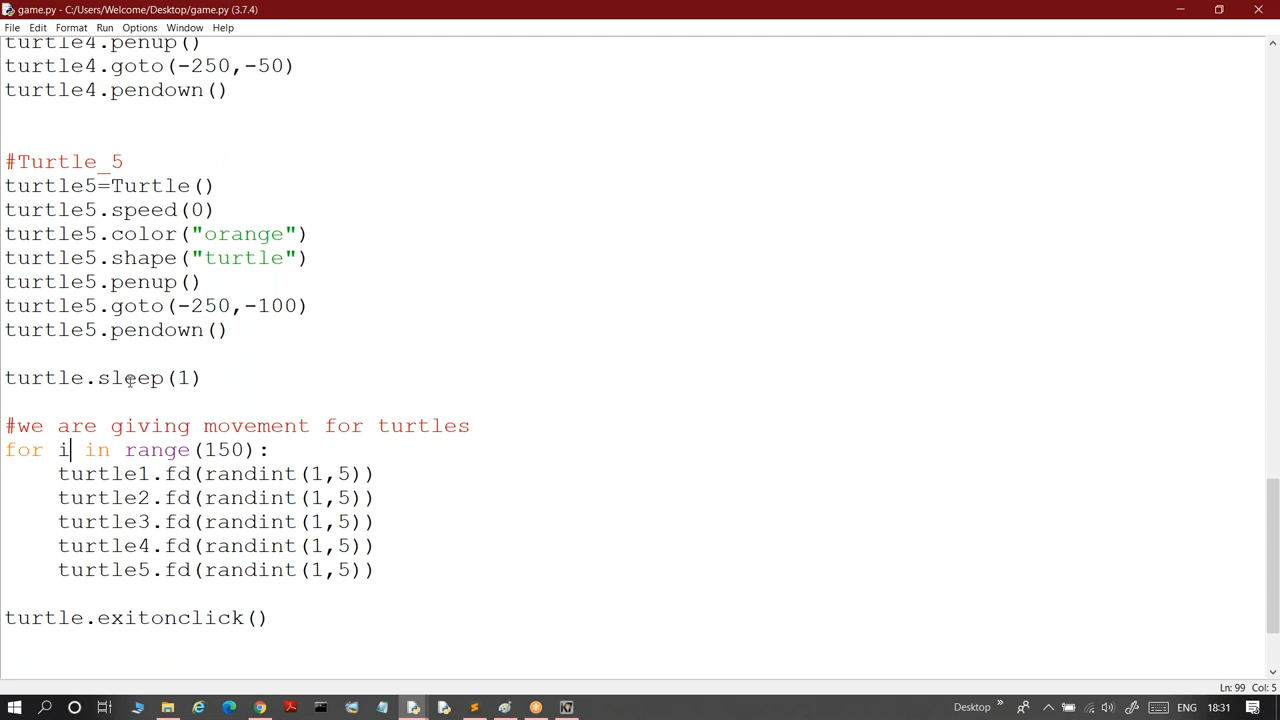 game.py - C:/Users/Welcome/Desktop/game.py (3.7.4)
File Edit Format Run Options Window Help
turtle4.penup()
turtle4.goto(-250,-50)
turtle4.pendown()
#Turtle_5
turtle5=Turtle()
turtle5.speed(0)
turtle5.color("orange")
turtle5.shape("turtle")
turtle5.penup()
turtle5.goto(-250,-100)
turtle5.pendown()
turtle.sleep(1)
#we are giving movement for turtles
for i in range(150):
    turtle1.fd(randint(1,5))
    turtle2.fd(randint(1,5))
    turtle3.fd(randint(1,5))
    turtle4.fd(randint(1,5))
    turtle5.fd(randint(1,5))
turtle.exitonclick()
Ln: 99 Col: 5
Desktop ENG 18:31